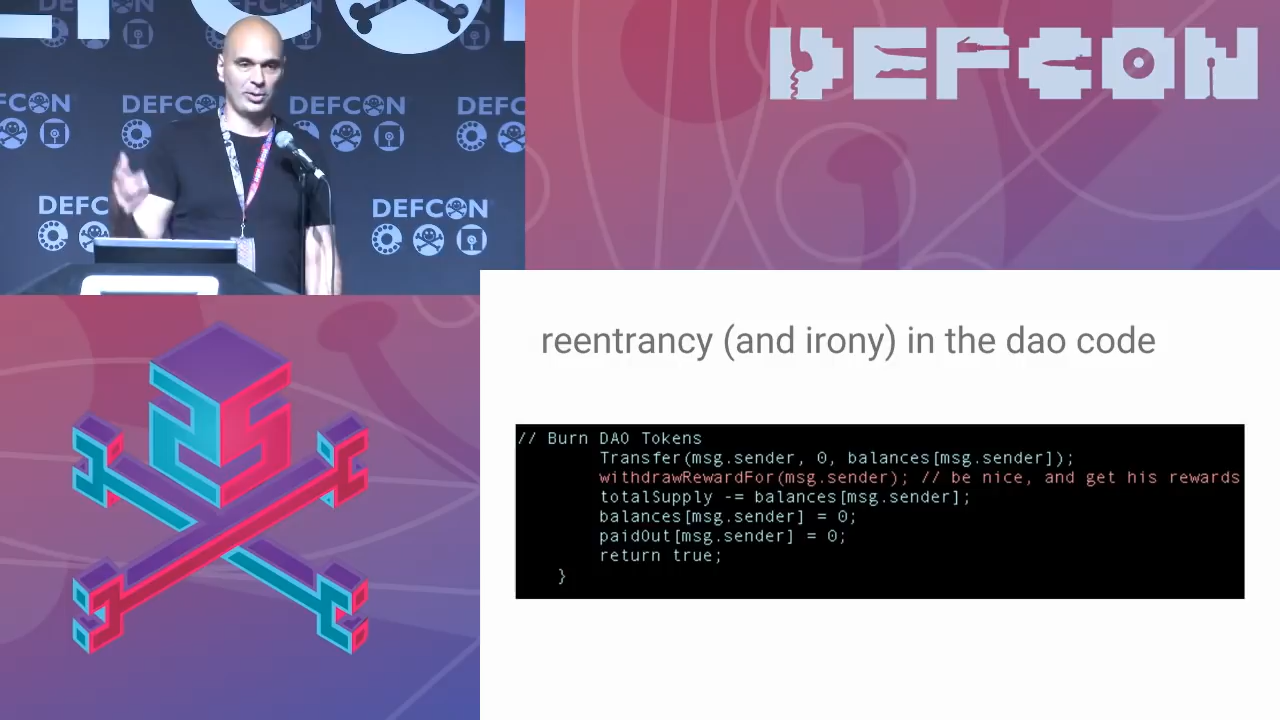 DEFCON
DEFCON
DEFCON
DEFCON
DEFCON
DEFCON
reentrancy (and irony) in the dao code
// Burn DAO Tokens
Transfer(msg.sender, 0, balances[msg.sender]);
withdrawRewardFor(msg.sender); // be nice, and get his rewards
totalSupply -= balances[msg.sender];
balances[msg.sender] = 0;
paidOut[msg.sender] = 0;
return true;
}